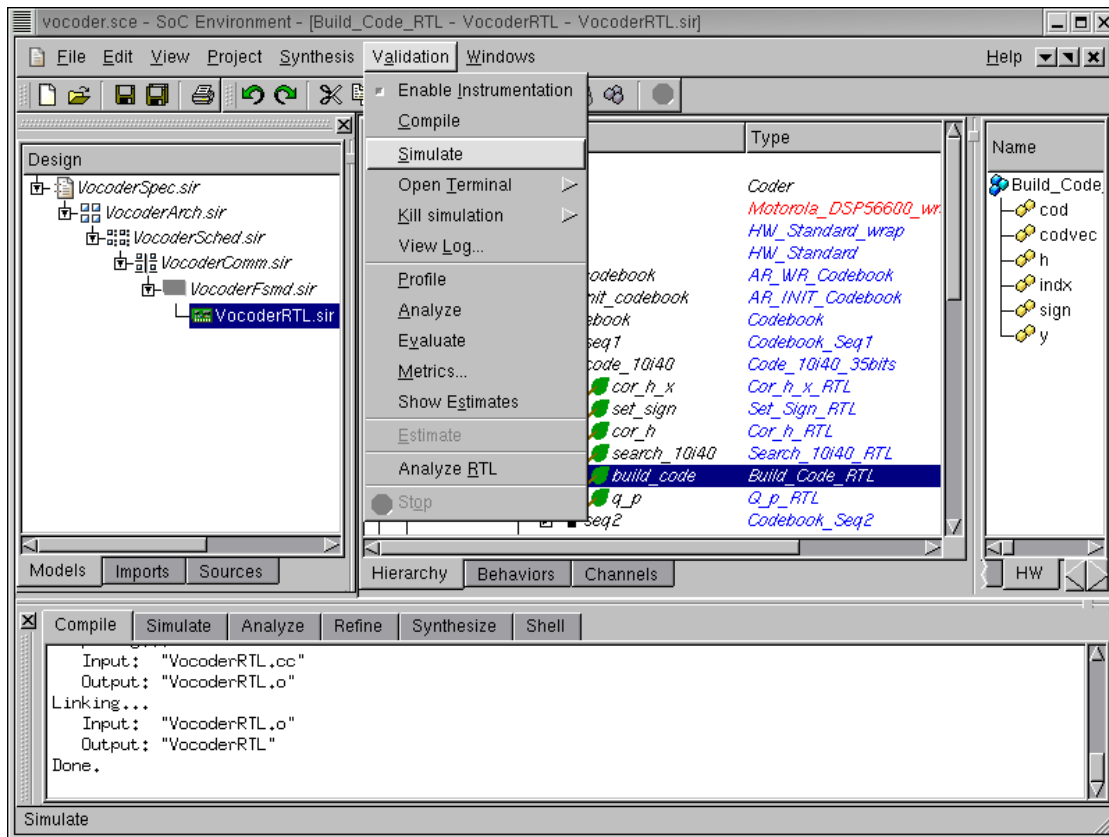 vocoder.sce - SoC Environment - [Build_Code_RTL - VocoderRTL - VocoderRTL.sir]
File Edit View Project Synthesis Validation Windows Help
Enable Instrumentation
Compile
Simulate
Open Terminal
Kill simulation
View Log...
Profile
Analyze
Evaluate
Metrics...
Show Estimates
Estimate
Analyze RTL
Stop
Design
VocoderSpec.sir
VocoderArch.sir
VocoderSched.sir
VocoderComm.sir
VocoderFsmd.sir
VocoderRTL.sir
Models Imports Sources
Type
Coder
Motorola_DSP56600_wr
HW_Standard_wrap
HW_Standard
codebook AR_WR_Codebook
nit_codebook AR_INIT_Codebook
ebook Codebook
seq1 Codebook_Seq1
code_10i40 Code_10i40_35bits
cor_h_x Cor_h_x_RTL
set_sign Set_Sign_RTL
cor_h Cor_h_RTL
search_10i40 Search_10i40_RTL
build_code Build_Code_RTL
q_p Q_p_RTL
seq2 Codebook_Seq2
Hierarchy Behaviors Channels
Name
Build_Code_
cod
codvec
h
indx
sign
y
HW
Compile Simulate Analyze Refine Synthesize Shell
Input: "VocoderRTL.cc"
Output: "VocoderRTL.o"
Linking...
Input: "VocoderRTL.o"
Output: "VocoderRTL"
Done.
Simulate